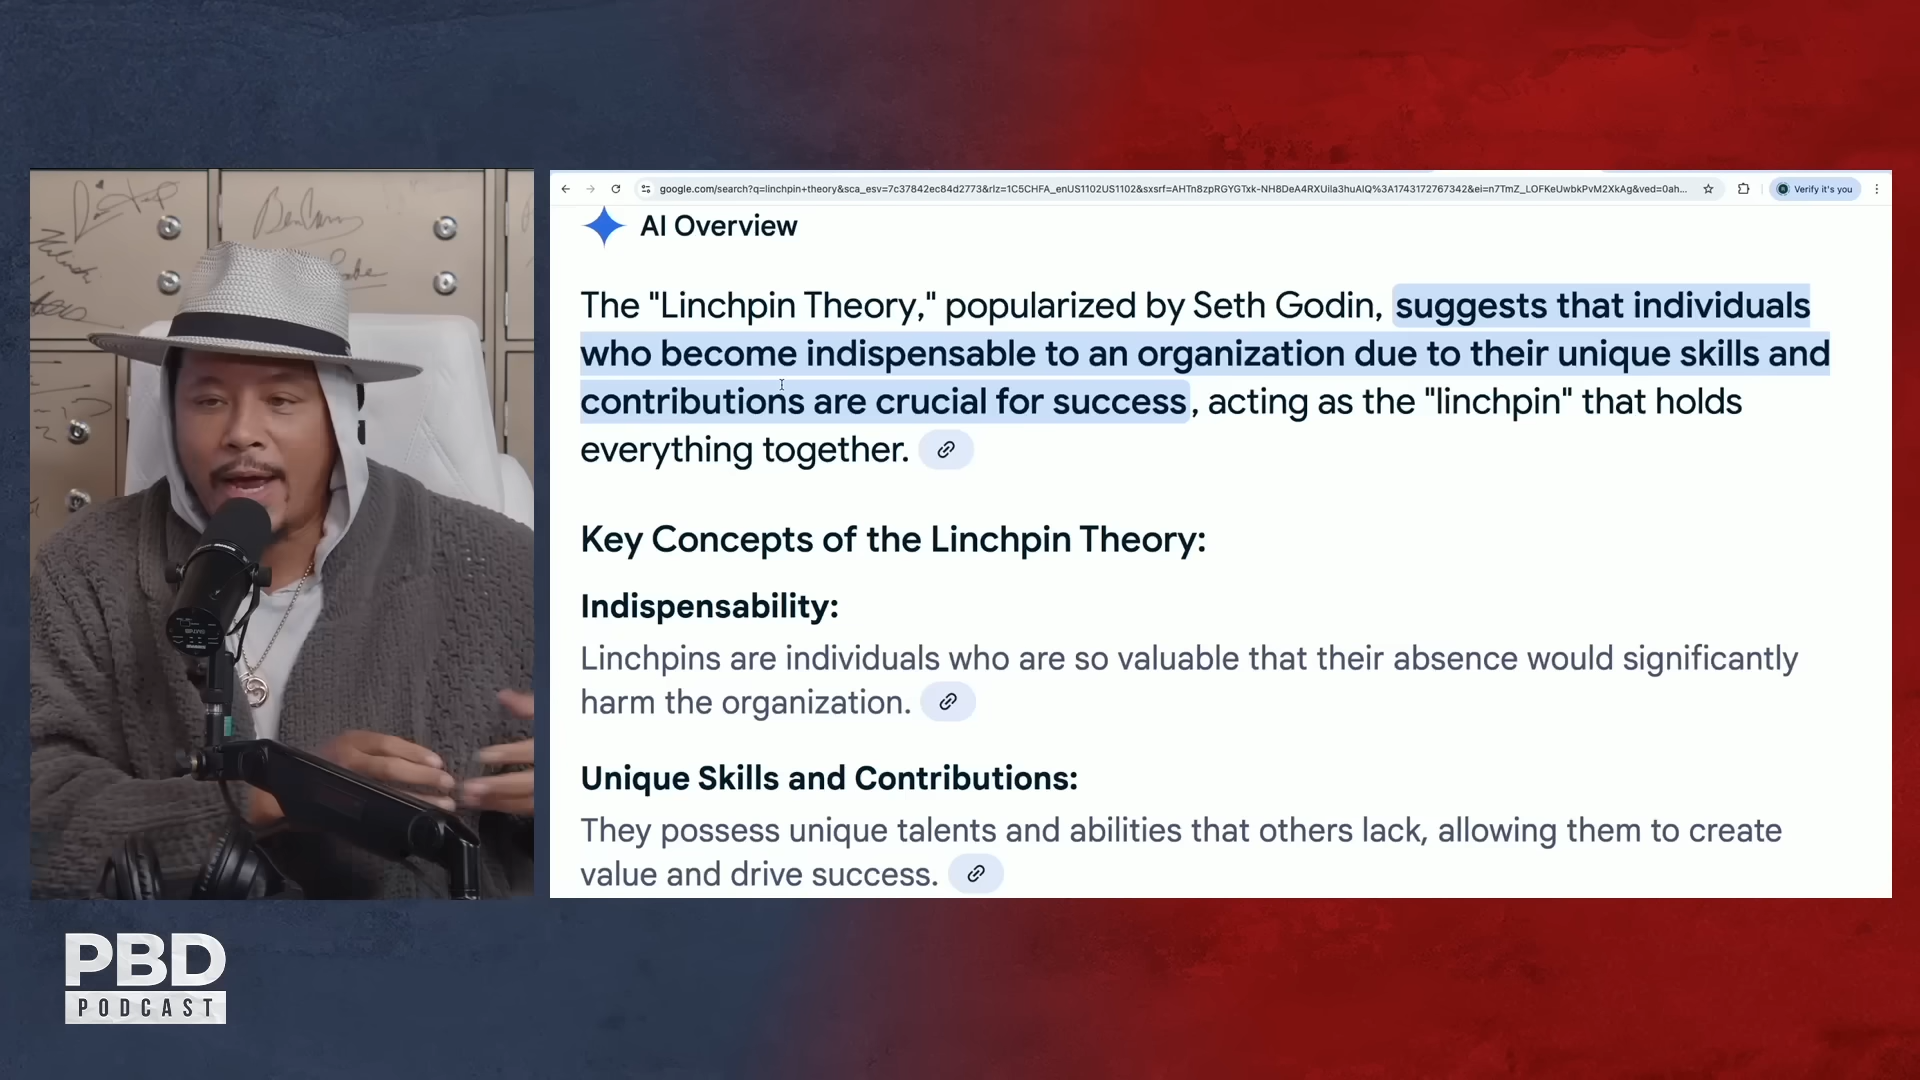 google.com/search?q=linchpin+theory&sca_esv=7c37842ec84d2773&rlz=1C5CHFA_enUS1102US1102&sxsrf=AHTn8zpRGYGTxk-NH8DeA4RXUiIa3huAIQ%3A1743172767342&ei=n7TmZ_LOFKeUwbkPvM2XkAg&ved=0ah...
Verify it's you
AI Overview
The "Linchpin Theory," popularized by Seth Godin, suggests that individuals
who become indispensable to an organization due to their unique skills and
contributions are crucial for success, acting as the "linchpin" that holds
everything together.
Key Concepts of the Linchpin Theory:
Indispensability:
Linchpins are individuals who are so valuable that their absence would significantly
harm the organization.
Unique Skills and Contributions:
They possess unique talents and abilities that others lack, allowing them to create
value and drive success.
PBD
PODCAST